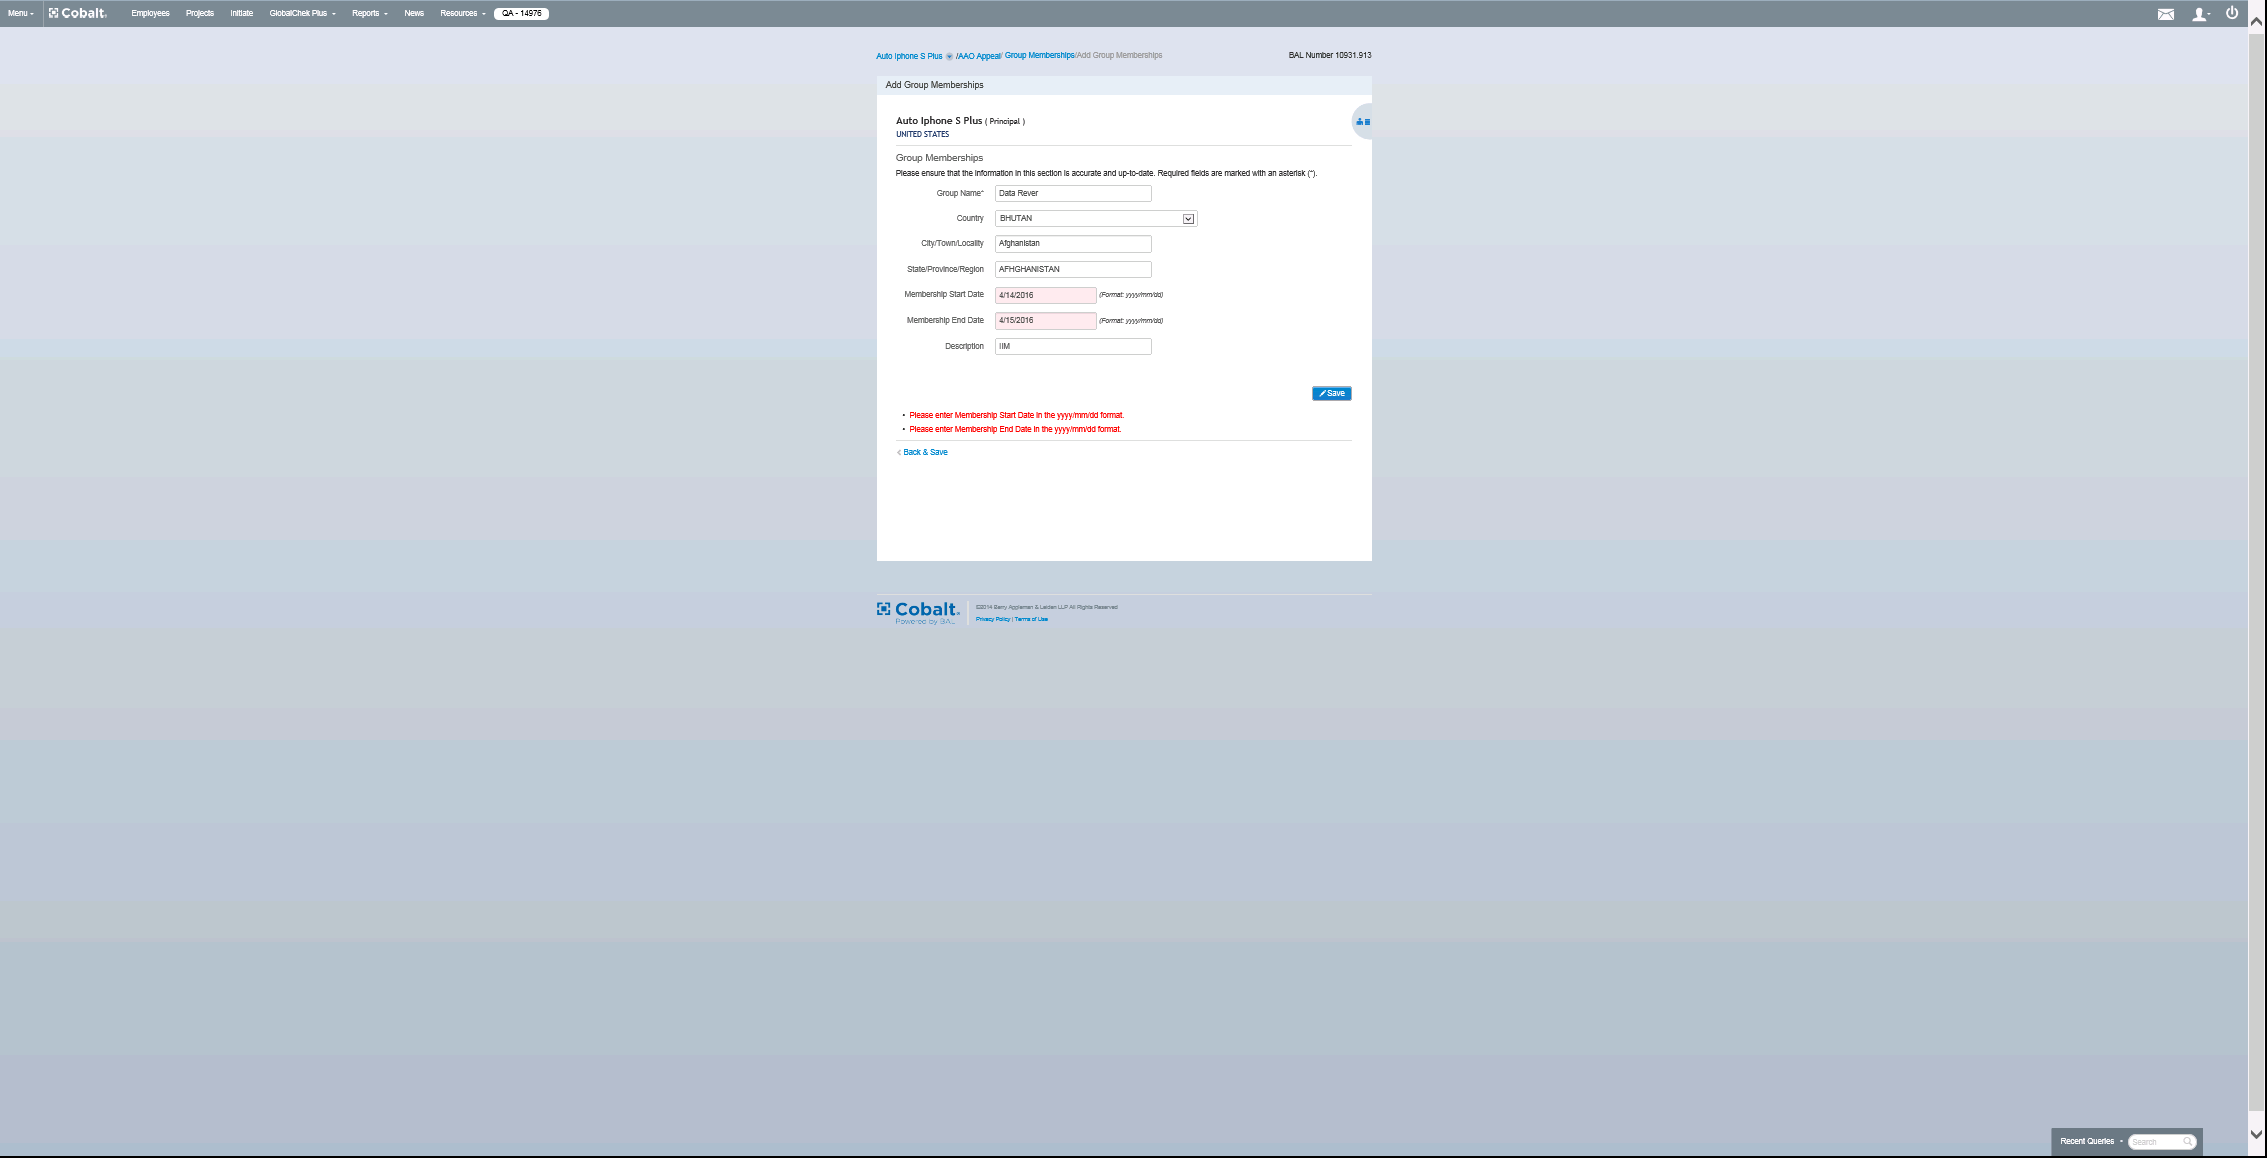 Menu Cobalt Employees Projects Initiate GlobalChek Plus Reports News Resources QA - 14976
Auto Iphone S Plus /AAO Appeal/ Group Memberships/Add Group Memberships BAL Number 10931.913
Add Group Memberships
Auto Iphone S Plus ( Principal )
UNITED STATES
Group Memberships
Please ensure that the information in this section is accurate and up-to-date. Required fields are marked with an asterisk (*).
Group Name* Data Rever
Country BHUTAN
City/Town/Locality Afghanistan
State/Province/Region AFHGHANISTAN
Membership Start Date 4/14/2016 (Format: yyyy/mm/dd)
Membership End Date 4/15/2016 (Format: yyyy/mm/dd)
Description IIM
Save
• Please enter Membership Start Date in the yyyy/mm/dd format.
• Please enter Membership End Date in the yyyy/mm/dd format.
« Back & Save
Cobalt
Powered by BAL
©2014 Berry Appleman & Leiden LLP All Rights Reserved
Privacy Policy | Terms of Use
Recent Queries Search